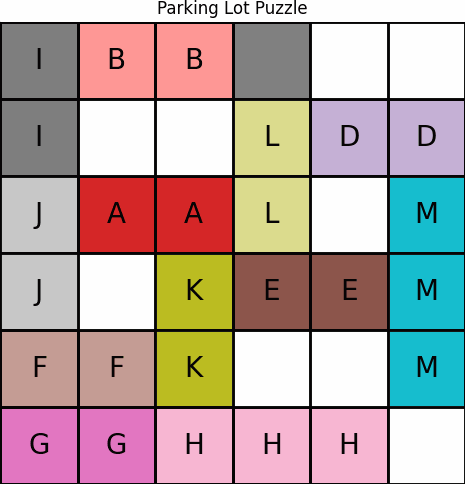 Parking Lot Puzzle
I B B
I L D D
J A A L M
J K E E M
F F K M
G G H H H